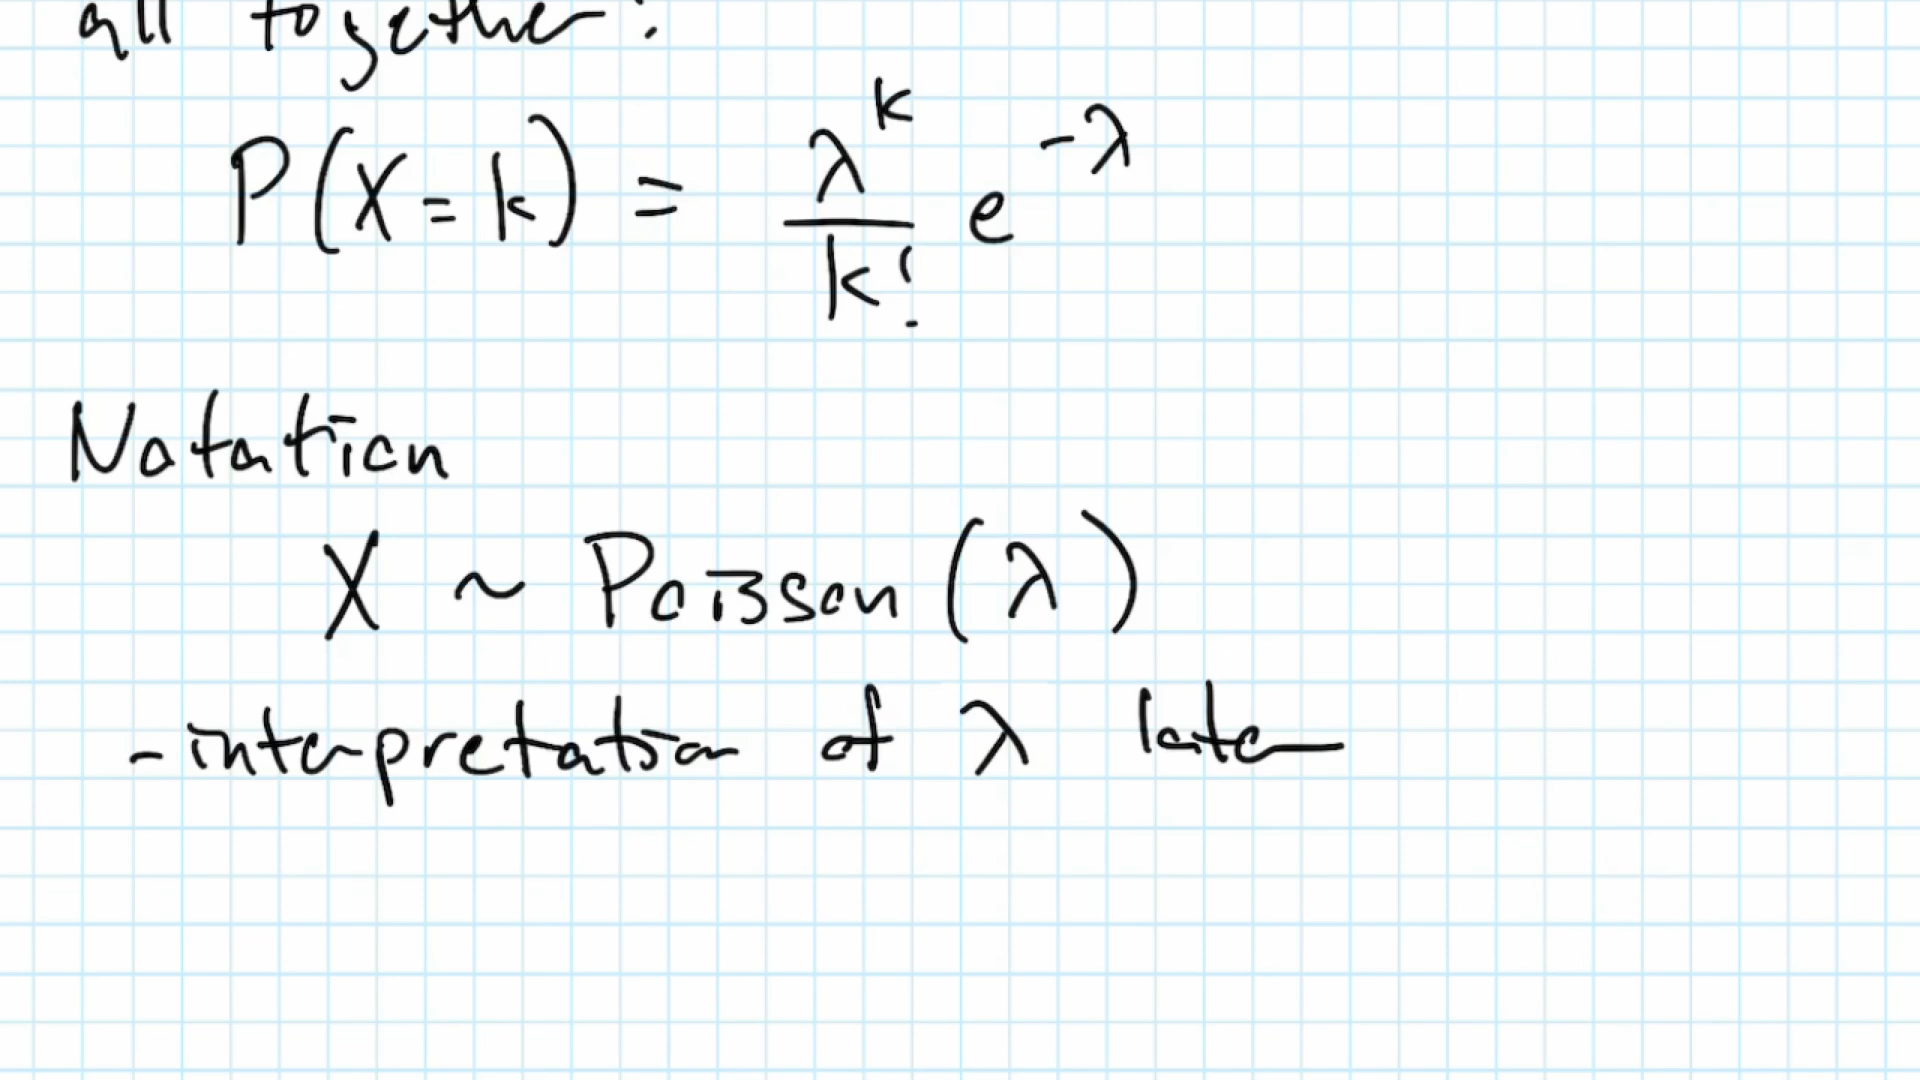 all together:
P(X = k) = λ^k / k! e^-λ
Notation
X ~ Poisson (λ)
- interpretation of λ later